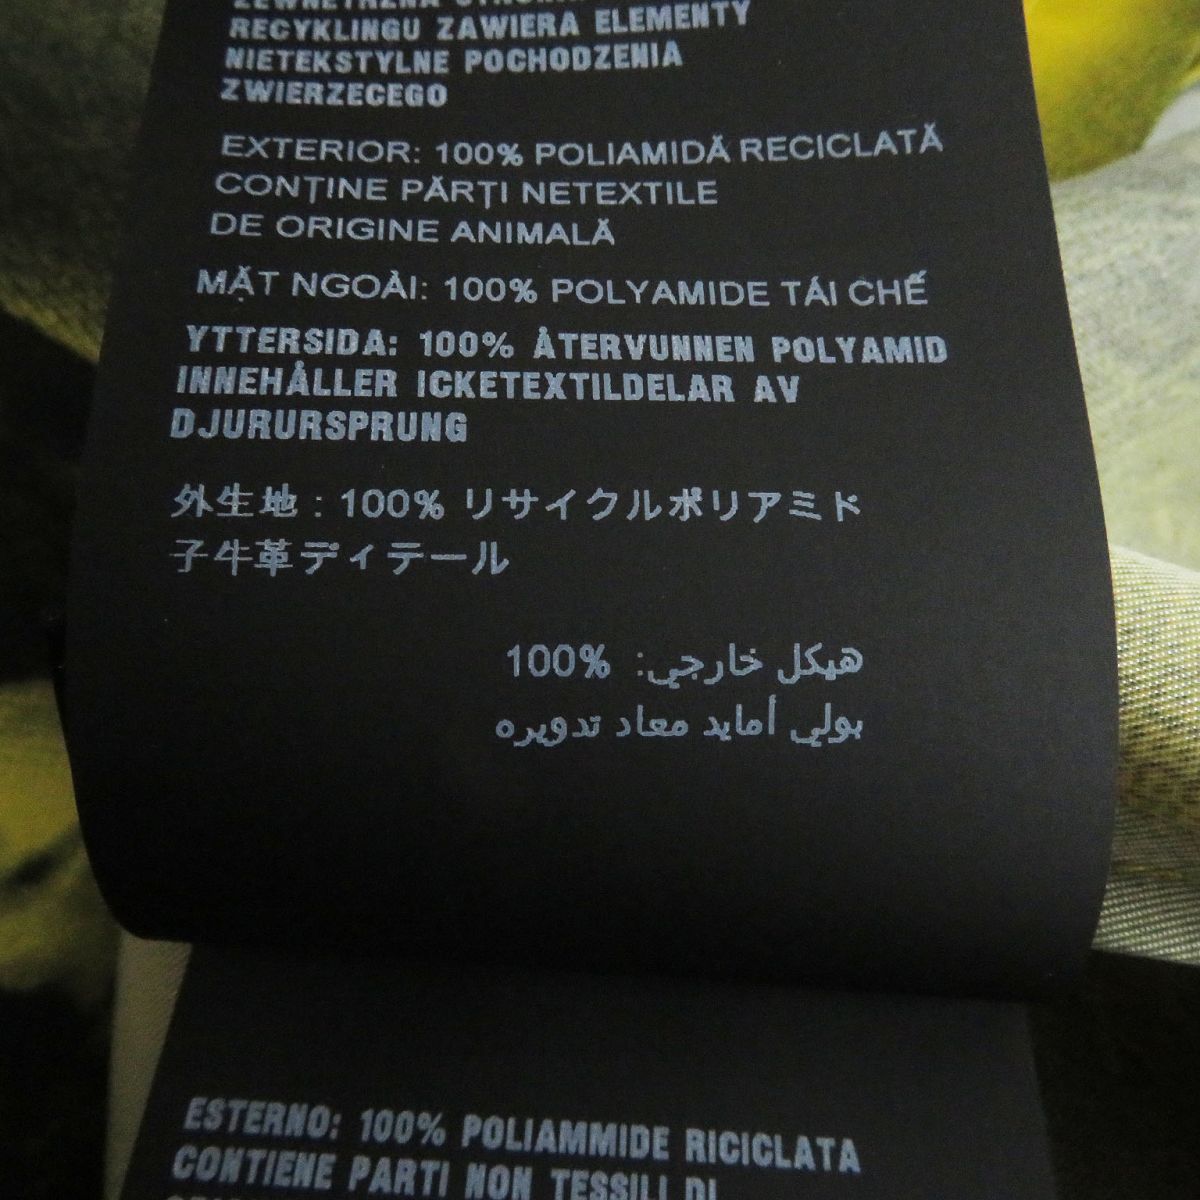 RECYKLINGU ZAWIERA ELEMENTY
NIETEKSTYLNE POCHODZENIA
ZWIERZECEGO
EXTERIOR: 100% POLIAMIDĂ RECICLATĂ
CONȚINE PĂRȚI NETEXTILE
DE ORIGINE ANIMALĂ
MẶT NGOÀI: 100% POLYAMIDE TÁI CHẾ
YTTERSIDA: 100% ÅTERVUNNEN POLYAMID
INNEHÅLLER ICKETEXTILDELAR AV
DJURURSPRUNG
外生地 : 100% リサイクルポリアミド
子牛革ディテール
هيكل خارجي: 100%
بولي أمايد معاد تدويره
ESTERNO: 100% POLIAMMIDE RICICLATA
CONTIENE PARTI NON TESSILI DI